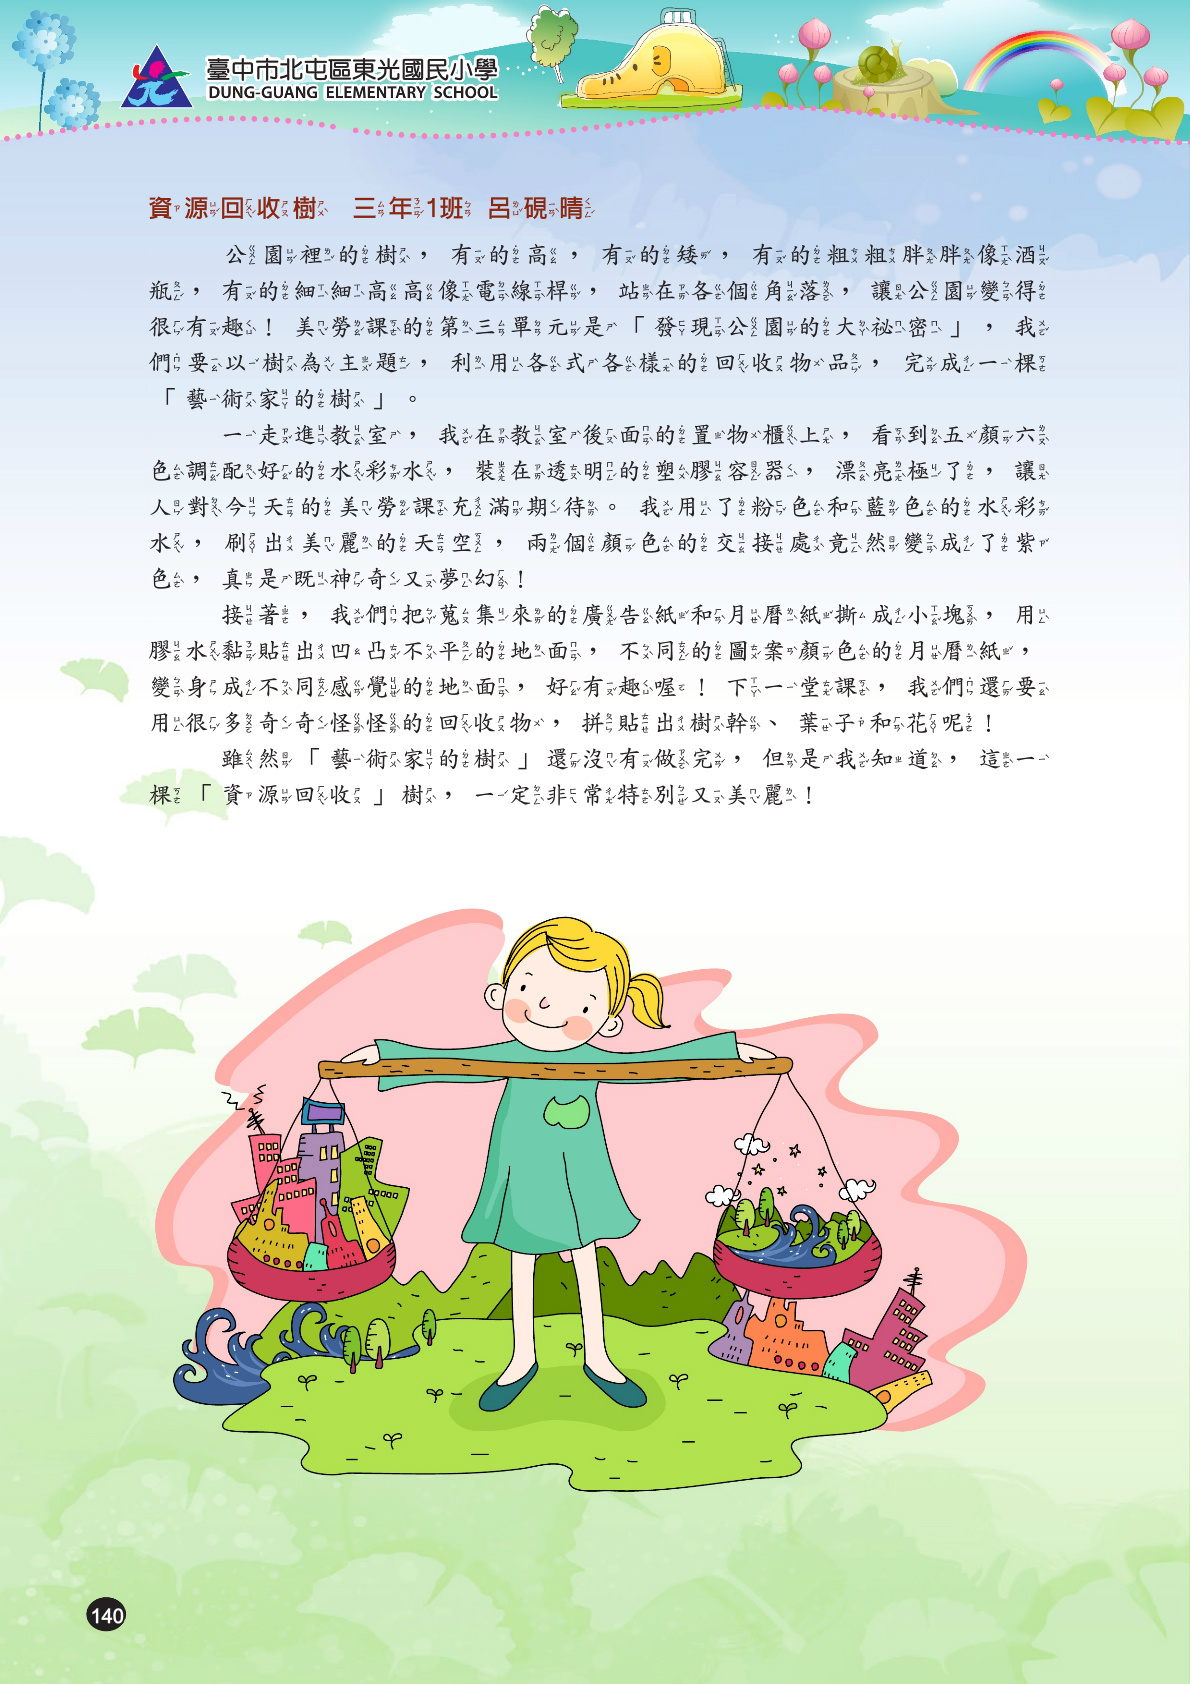 臺中市北屯區東光國民小學
DUNG-GUANG ELEMENTARY SCHOOL
資源回收樹 三年1班 呂硯晴
公園裡的樹，有的高，有的矮，有的粗粗胖胖像酒
瓶，有的細細高高像電線桿，站在各個角落，讓公園變得
很有趣！美勞課的第三單元是「發現公園的大祕密」，我
們要以樹為主題，利用各式各樣的回收物品，完成一棵
「藝術家的樹」。
一走進教室，我在教室後面的置物櫃上，看到五顏六
色調配好的水彩水，裝在透明的塑膠容器，漂亮極了，讓
人對今天的美勞課充滿期待。我用了粉色和藍色的水彩
水，刷出美麗的天空，兩個顏色的交接處竟然變成了紫
色，真是既神奇又夢幻！
接著，我們把蒐集來的廣告紙和月曆紙撕成小塊，用
膠水黏貼出凹凸不平的地面，不同的圖案顏色的月曆紙，
變身成不同感覺的地面，好有趣喔！下一堂課，我們還要
用很多奇奇怪怪的回收物，拼貼出樹幹、葉子和花呢！
雖然「藝術家的樹」還沒有做完，但是我知道，這一
棵「資源回收」樹，一定非常特別又美麗！
140